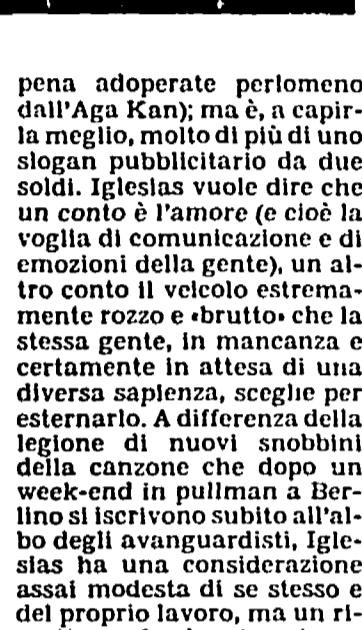 pena adoperate perlomeno
dall'Aga Kan); ma è, a capir-
la meglio, molto di più di uno
slogan pubblicitario da due
soldi. Iglesias vuole dire che
un conto è l'amore (e cioè la
voglia di comunicazione e di
emozioni della gente), un al-
tro conto il veicolo estrema-
mente rozzo e «brutto» che la
stessa gente, in mancanza e
certamente in attesa di una
diversa sapienza, sceglie per
esternarlo. A differenza della
legione di nuovi snobbini
della canzone che dopo un
week-end in pullman a Ber-
lino si iscrivono subito all'al-
bo degli avanguardisti, Igle-
sias ha una considerazione
assai modesta di se stesso e
del proprio lavoro, ma un ri-